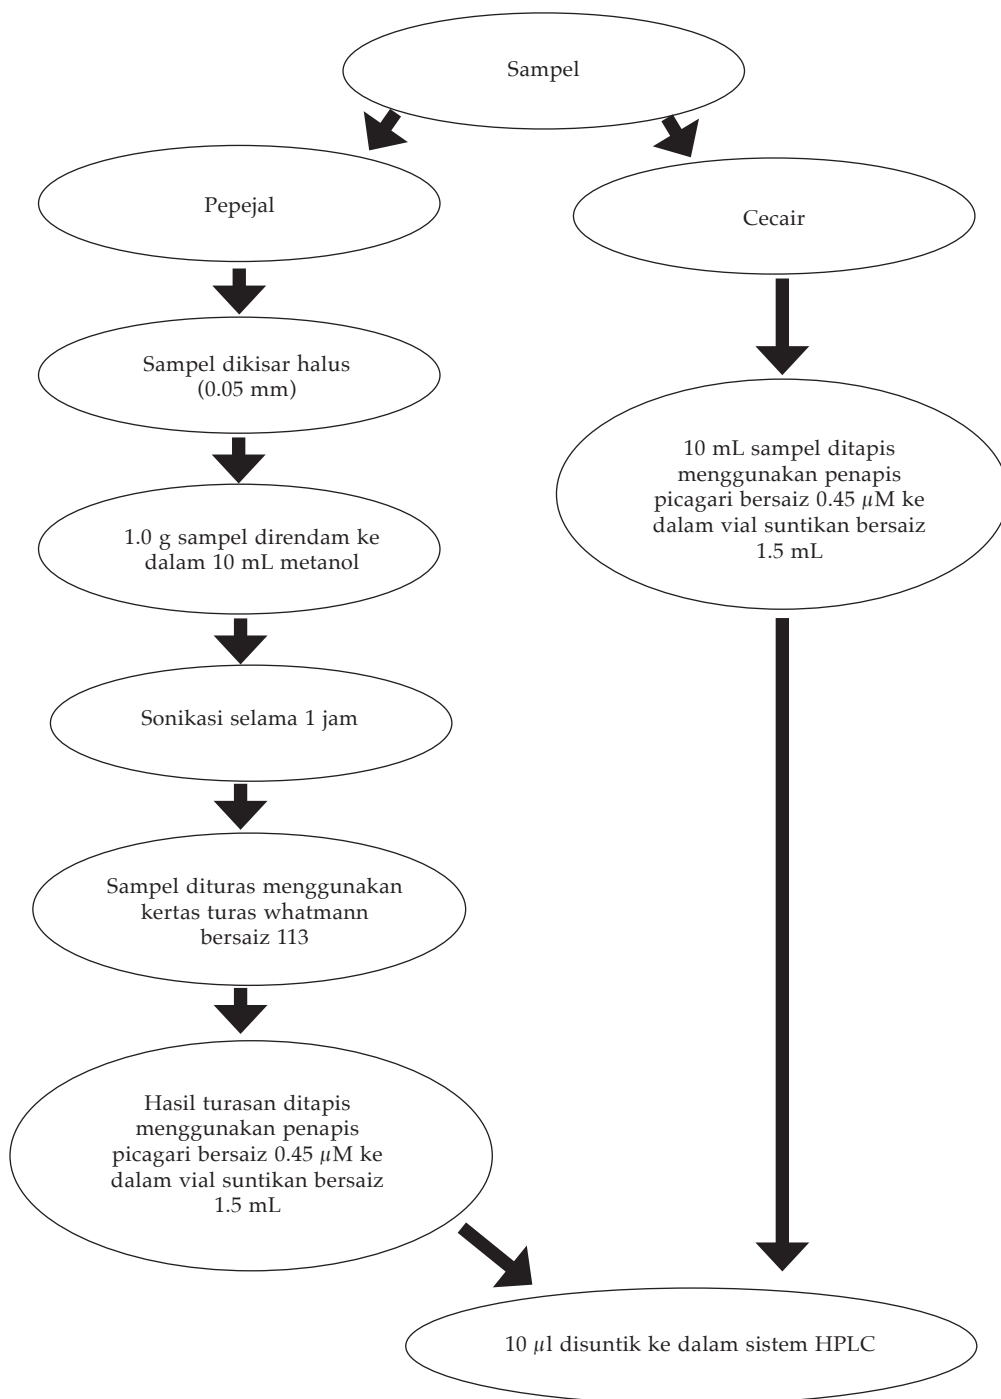 Sampel
Pepejal
Cecair
Sampel dikisar halus
(0.05 mm)
1.0 g sampel direndam ke
dalam 10 mL metanol
Sonikasi selama 1 jam
Sampel dituras menggunakan
kertas turas whatmann
bersaiz 113
Hasil turasan ditapis
menggunakan penapis
picagari bersaiz 0.45 µM ke
dalam vial suntikan bersaiz
1.5 mL
10 mL sampel ditapis
menggunakan penapis
picagari bersaiz 0.45 µM ke
dalam vial suntikan bersaiz
1.5 mL
10 µl disuntik ke dalam sistem HPLC